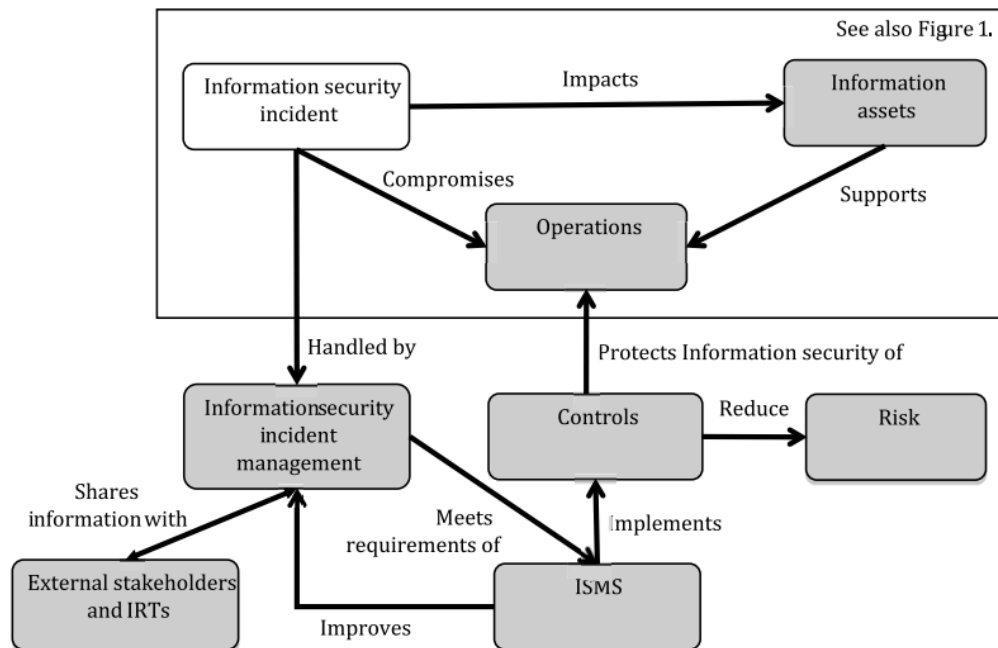 See also Figure 1.
Information security
incident
Impacts
Information
assets
Compromises
Supports
Operations
Handled by
Protects Information security of
Informationsecurity
incident
management
Controls
Reduce
Risk
Shares
information with
Meets
requirements of
Implements
External stakeholders
and IRTs
ISMS
Improves